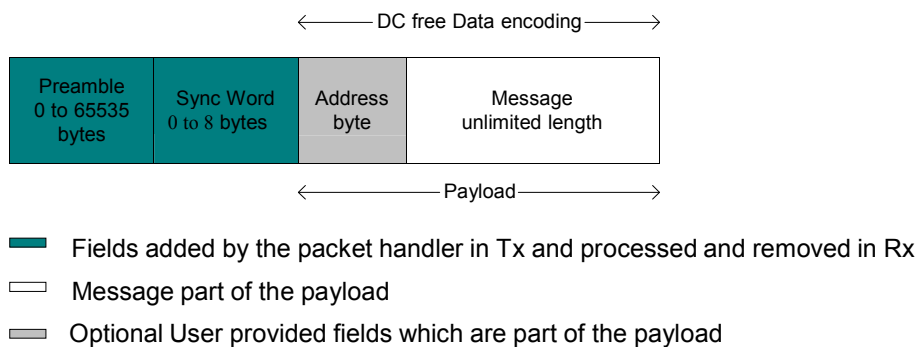 DC free Data encoding
Preamble
0 to 65535
bytes
Sync Word
0 to 8 bytes
Address
byte
Message
unlimited length
Payload
Fields added by the packet handler in Tx and processed and removed in Rx
Message part of the payload
Optional User provided fields which are part of the payload